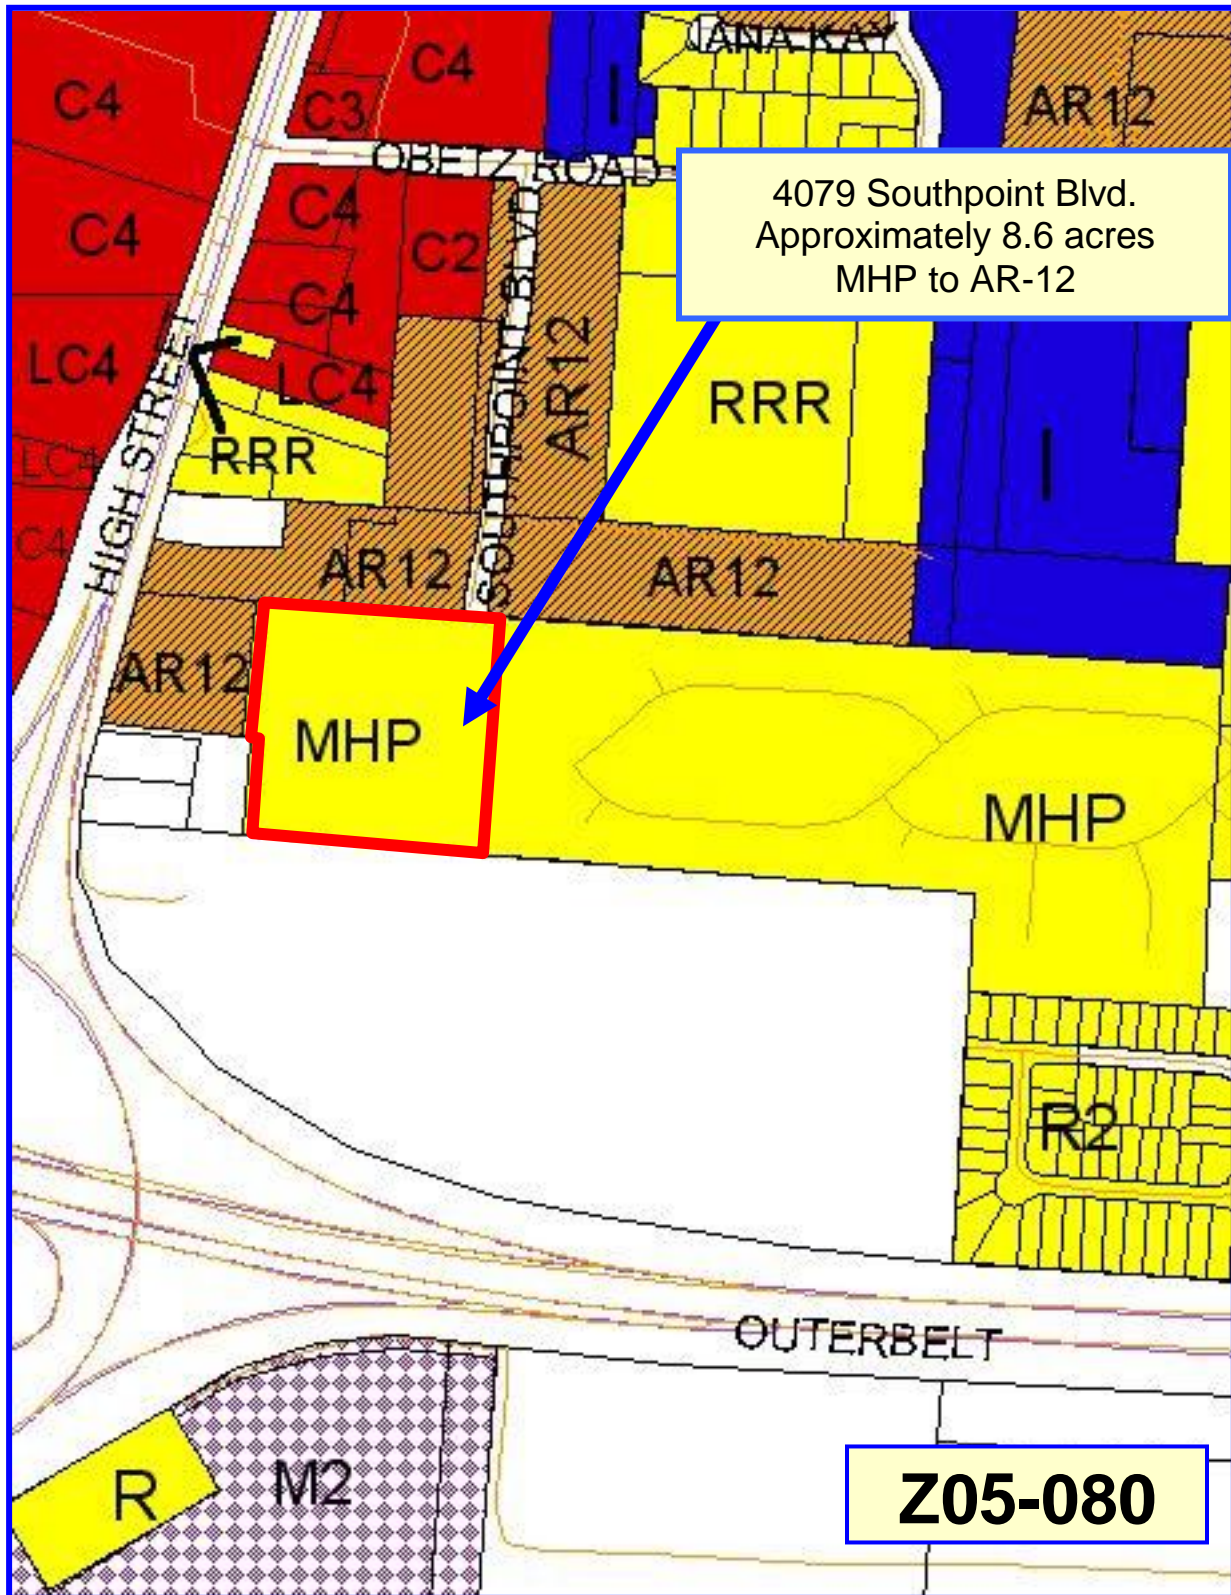 JANA KAY
C4
C4
C3
I
AR12
OBETZ ROAD
4079 Southpoint Blvd.
Approximately 8.6 acres
MHP to AR-12
C4
C4
C2
C4
SOUTHPOINT BLVD
AR12
LC4
LC4
RRR
I
HIGH STREET
LC4
RRR
C4
AR12
AR12
AR12
MHP
MHP
R2
OUTERBELT
R
M2
Z05-080